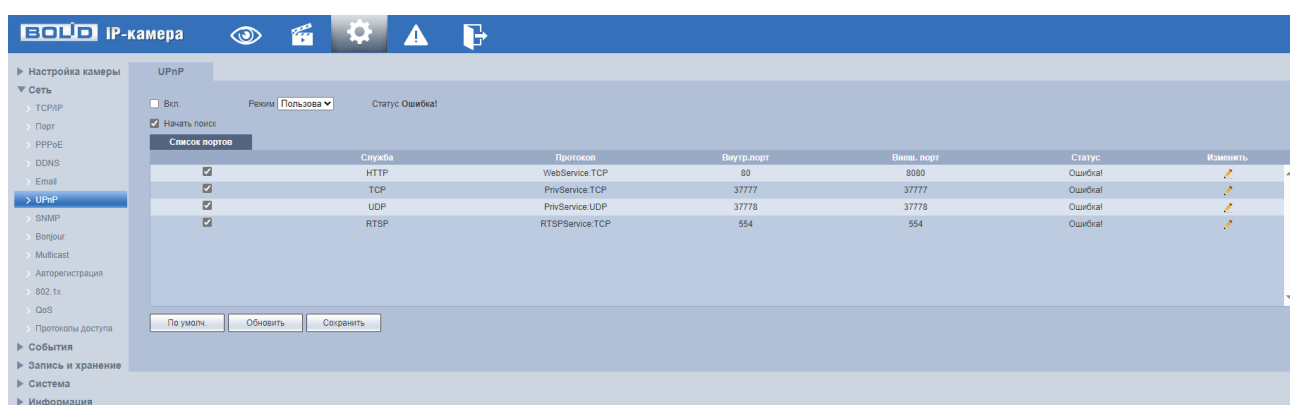 BOLID IP-камера
Настройка камеры
UPnP
Сеть
TCP/IP
Вкл. Режим Пользова Статус Ошибка!
Порт
Начать поиск
PPPoE
Список портов
DDNS
Служба Протокол Внутр.порт Внеш. порт Статус Изменить
Email
HTTP WebService:TCP 80 8080 Ошибка!
UPnP
TCP PrivService:TCP 37777 37777 Ошибка!
SNMP
UDP PrivService:UDP 37778 37778 Ошибка!
Bonjour
RTSP RTSPService:TCP 554 554 Ошибка!
Multicast
Авторегистрация
802.1x
QoS
Протоколы доступа
По умолч. Обновить Сохранить
События
Запись и хранение
Система
Информация